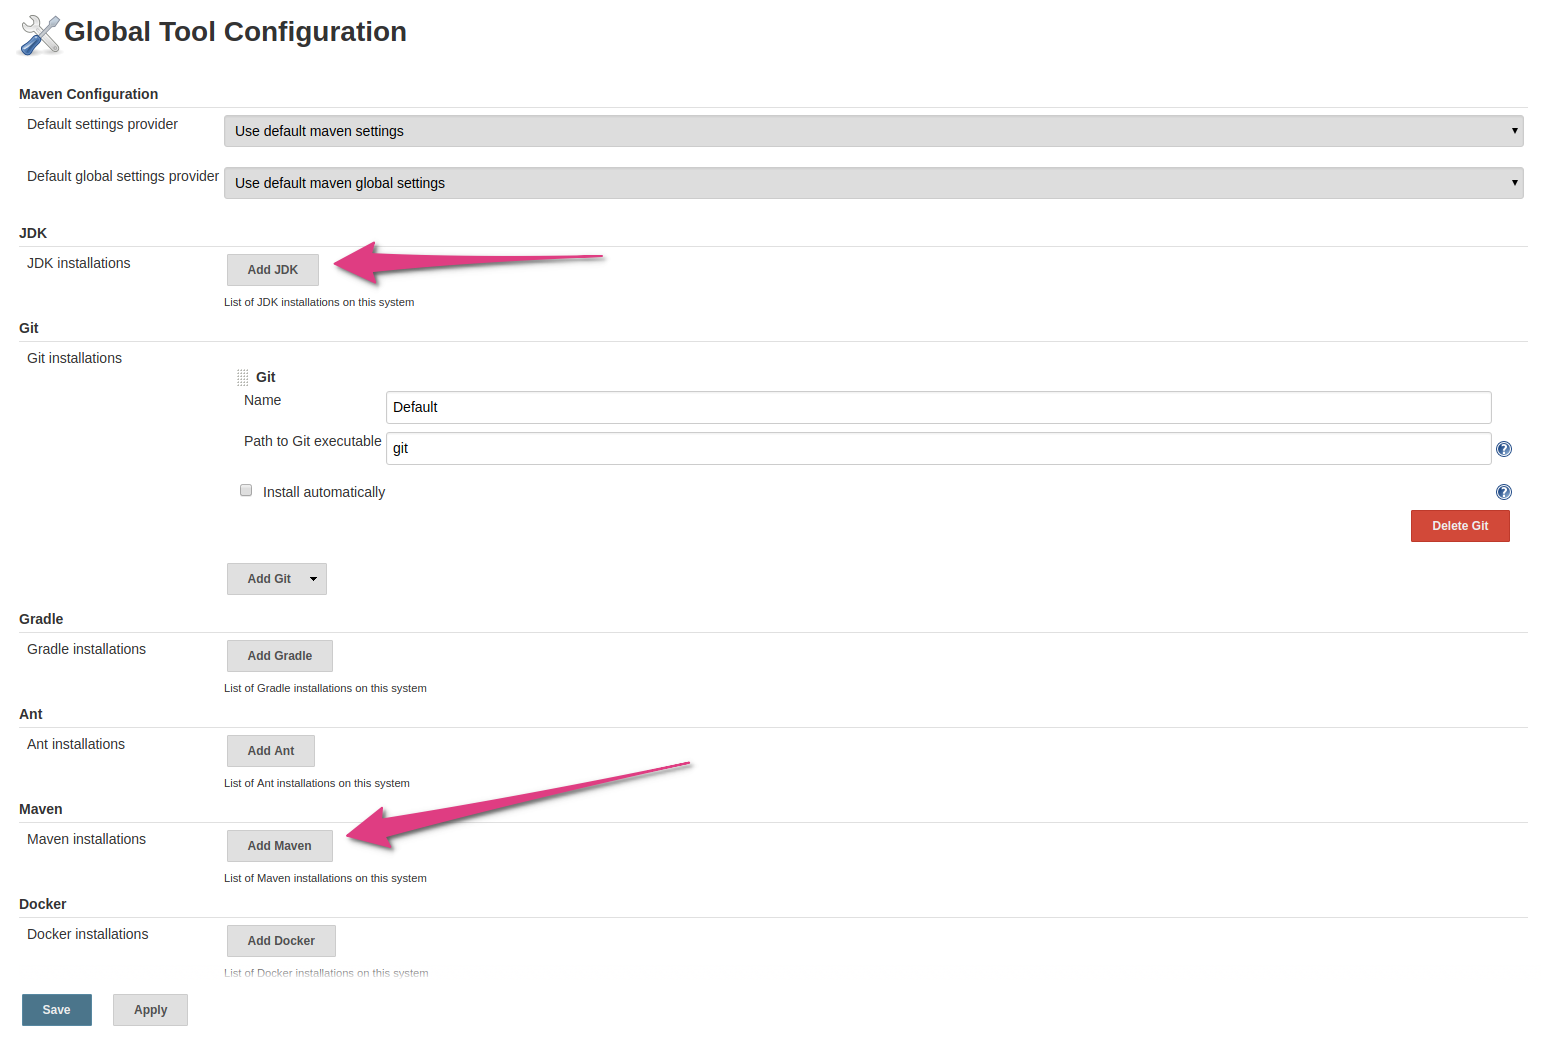 Global Tool Configuration
Maven Configuration
Default settings provider
Use default maven settings
Default global settings provider
Use default maven global settings
JDK
JDK installations
Add JDK
List of JDK installations on this system
Git
Git installations
Git
Name
Default
Path to Git executable
git
Install automatically
Delete Git
Add Git
Gradle
Gradle installations
Add Gradle
List of Gradle installations on this system
Ant
Ant installations
Add Ant
List of Ant installations on this system
Maven
Maven installations
Add Maven
List of Maven installations on this system
Docker
Docker installations
Add Docker
List of Docker installations on this system
Save
Apply